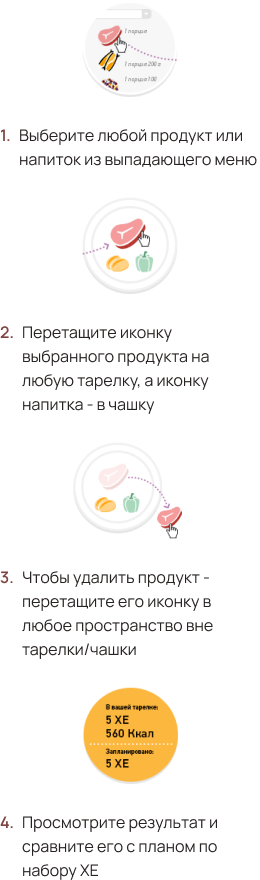 1 порция
1 порция 200 г
1 порция 100
1. Выберите любой продукт или
напиток из выпадающего меню
2. Перетащите иконку
выбранного продукта на
любую тарелку, а иконку
напитка - в чашку
3. Чтобы удалить продукт -
перетащите его иконку в
любое пространство вне
тарелки/чашки
В вашей тарелке:
5 ХЕ
560 Ккал
Запланировано:
5 ХЕ
4. Просмотрите результат и
сравните его с планом по
набору ХЕ